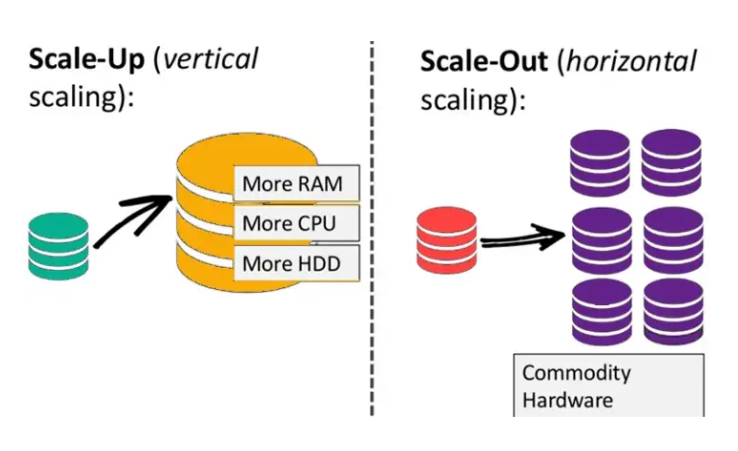 Scale-Up (vertical
scaling):
More RAM
More CPU
More HDD
Scale-Out (horizontal
scaling):
Commodity
Hardware